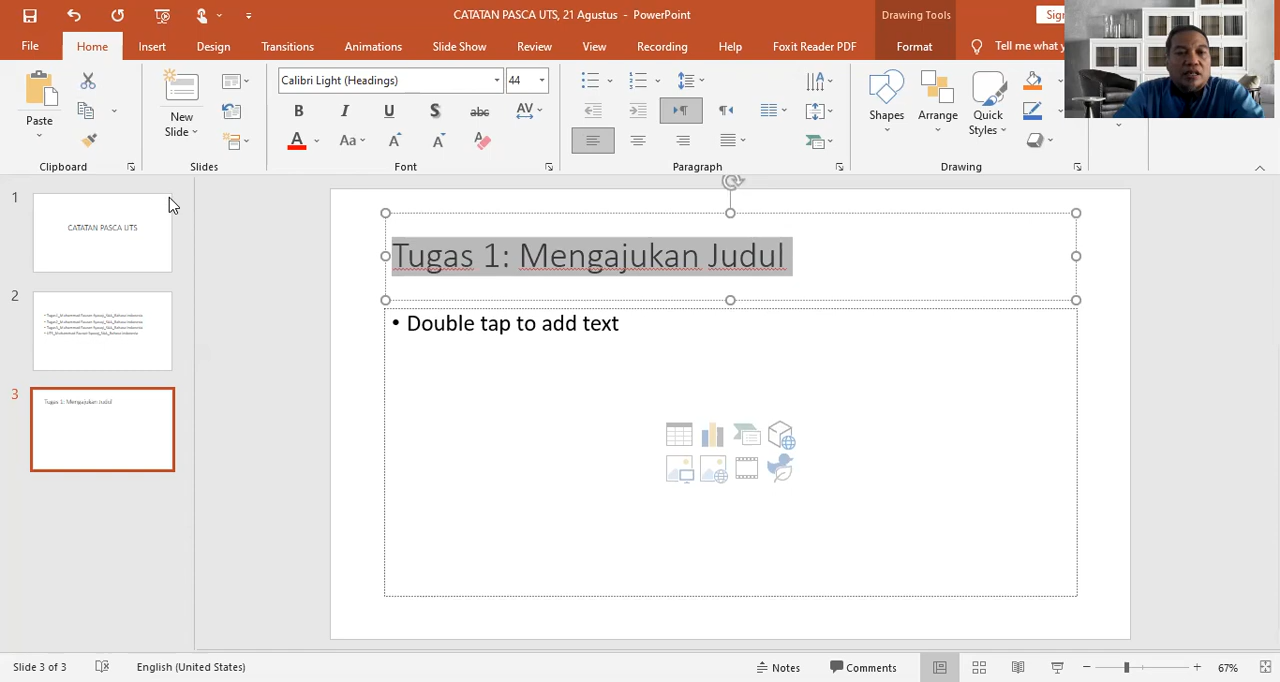 CATATAN PASCA UTS, 21 Agustus - PowerPoint
Drawing Tools
File
Home
Insert
Design
Transitions
Animations
Slide Show
Review
View
Recording
Help
Foxit Reader PDF
Format
Tell me what
Paste
New
Slide
Calibri Light (Headings)
44
B
I
U
S
abc
AV
A
Aa
A
A
A
Shapes
Arrange
Quick
Styles
Clipboard
Slides
Font
Paragraph
Drawing
1
CATATAN PASCA UTS
2
3
Tugas 1: Mengajukan Judul
Tugas 1: Mengajukan Judul
• Double tap to add text
Slide 3 of 3
English (United States)
Notes
Comments
67%